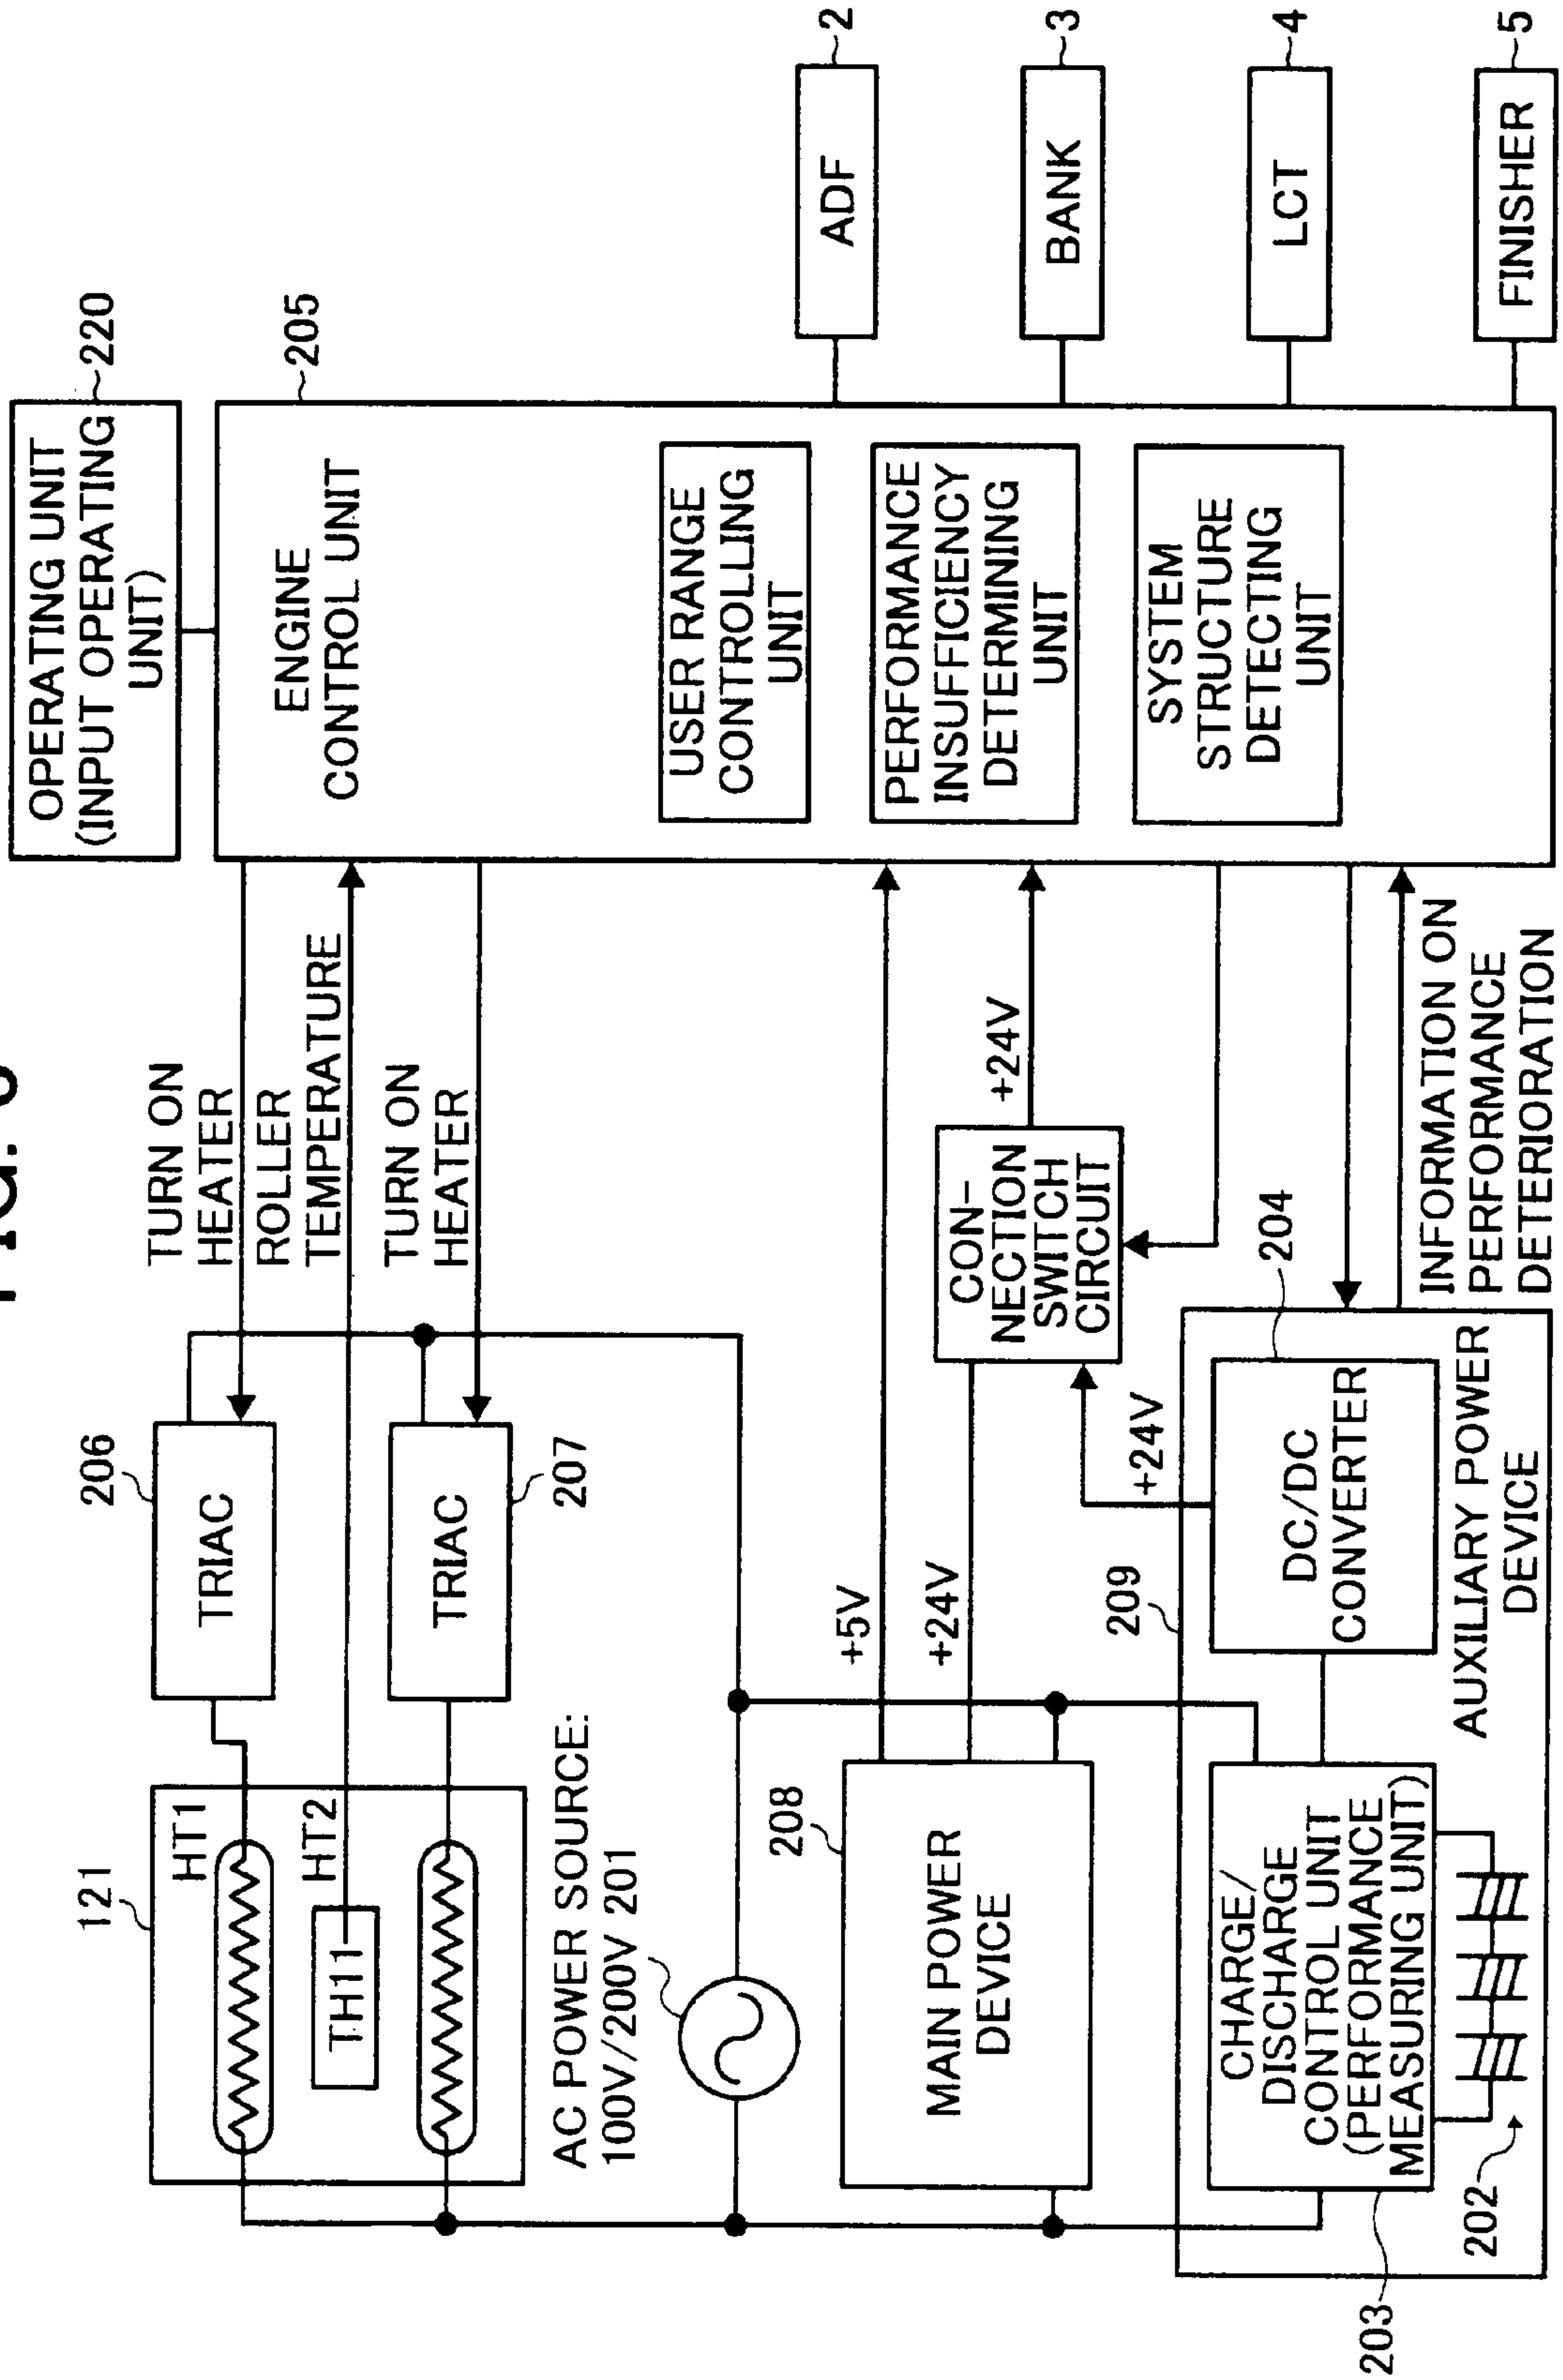 OPERATING UNIT
(INPUT OPERATING
UNIT)
220
ENGINE
CONTROL UNIT
205
USER RANGE
CONTROLLING
UNIT
PERFORMANCE
INSUFFICIENCY
DETERMINING
UNIT
SYSTEM
STRUCTURE
DETECTING
UNIT
ADF
2
BANK
3
LCT
4
FINISHER
5
TURN ON
HEATER
ROLLER
TEMPERATURE
TURN ON
HEATER
206
TRIAC
TRIAC
207
121
HT1
HT2
TH11
AC POWER SOURCE:
100V/200V 201
208
MAIN POWER
DEVICE
+5V
+24V
CON-
NECTION
SWITCH
CIRCUIT
+24V
+24V
209
204
DC/DC
CONVERTER
AUXILIARY POWER
DEVICE
CHARGE/
DISCHARGE
CONTROL UNIT
(PERFORMANCE
MEASURING UNIT)
203
202
INFORMATION ON
PERFORMANCE
DETERIORATION